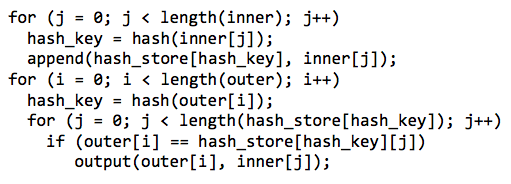 for (j = 0; j < length(inner); j++)
  hash_key = hash(inner[j]);
  append(hash_store[hash_key], inner[j]);
for (i = 0; i < length(outer); i++)
  hash_key = hash(outer[i]);
  for (j = 0; j < length(hash_store[hash_key]); j++)
    if (outer[i] == hash_store[hash_key][j])
      output(outer[i], inner[j]);